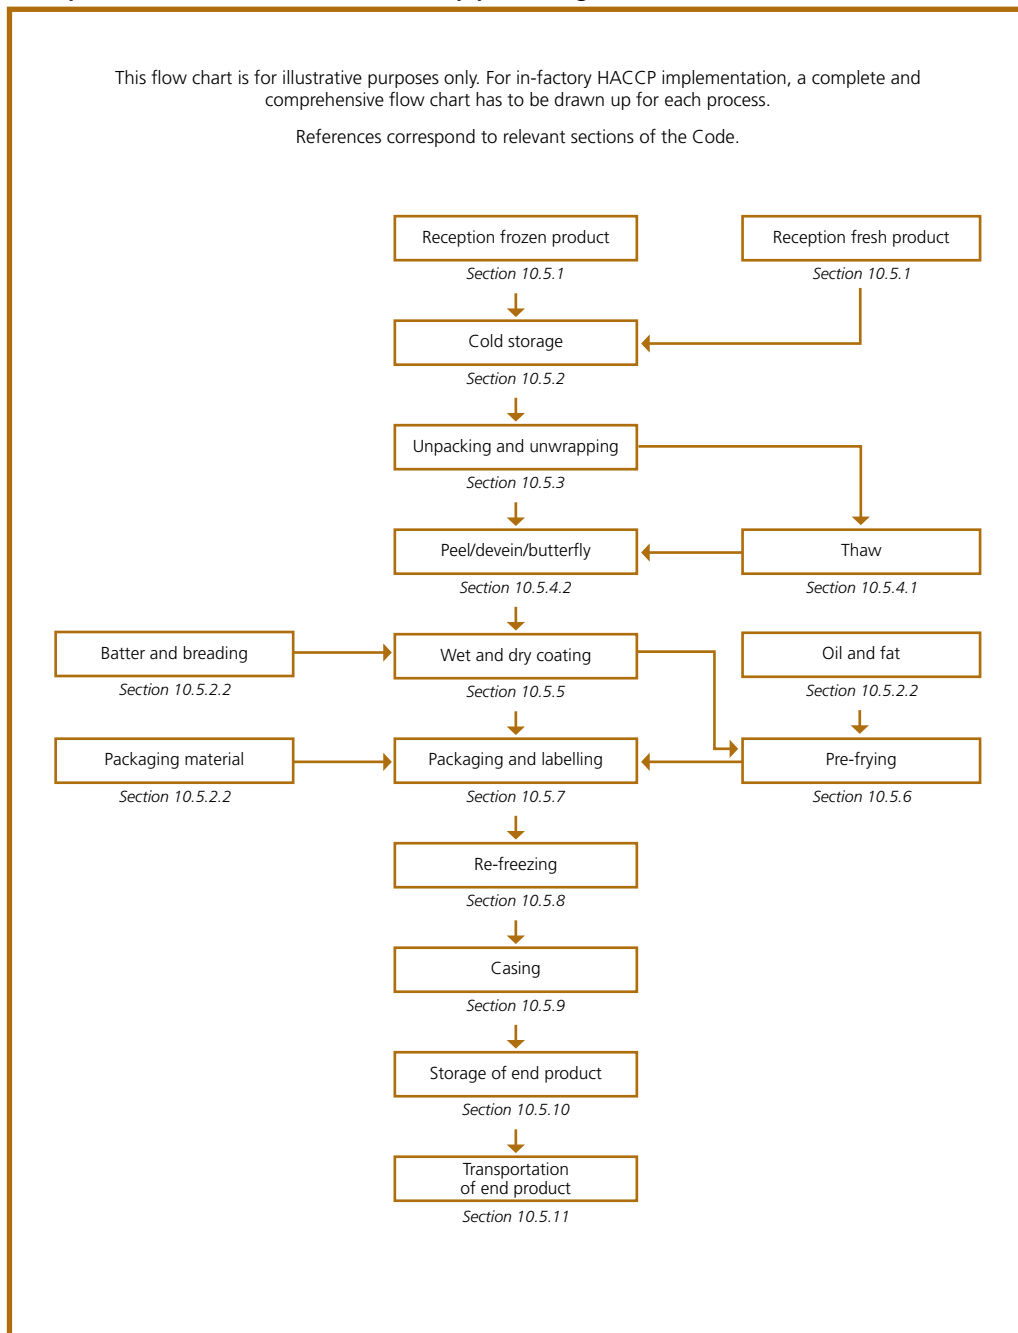 This flow chart is for illustrative purposes only. For in-factory HACCP implementation, a complete and
comprehensive flow chart has to be drawn up for each process.
References correspond to relevant sections of the Code.
Reception frozen product
Section 10.5.1
Reception fresh product
Section 10.5.1
Cold storage
Section 10.5.2
Unpacking and unwrapping
Section 10.5.3
Peel/devein/butterfly
Section 10.5.4.2
Thaw
Section 10.5.4.1
Batter and breading
Section 10.5.2.2
Wet and dry coating
Section 10.5.5
Oil and fat
Section 10.5.2.2
Packaging material
Section 10.5.2.2
Packaging and labelling
Section 10.5.7
Pre-frying
Section 10.5.6
Re-freezing
Section 10.5.8
Casing
Section 10.5.9
Storage of end product
Section 10.5.10
Transportation
of end product
Section 10.5.11